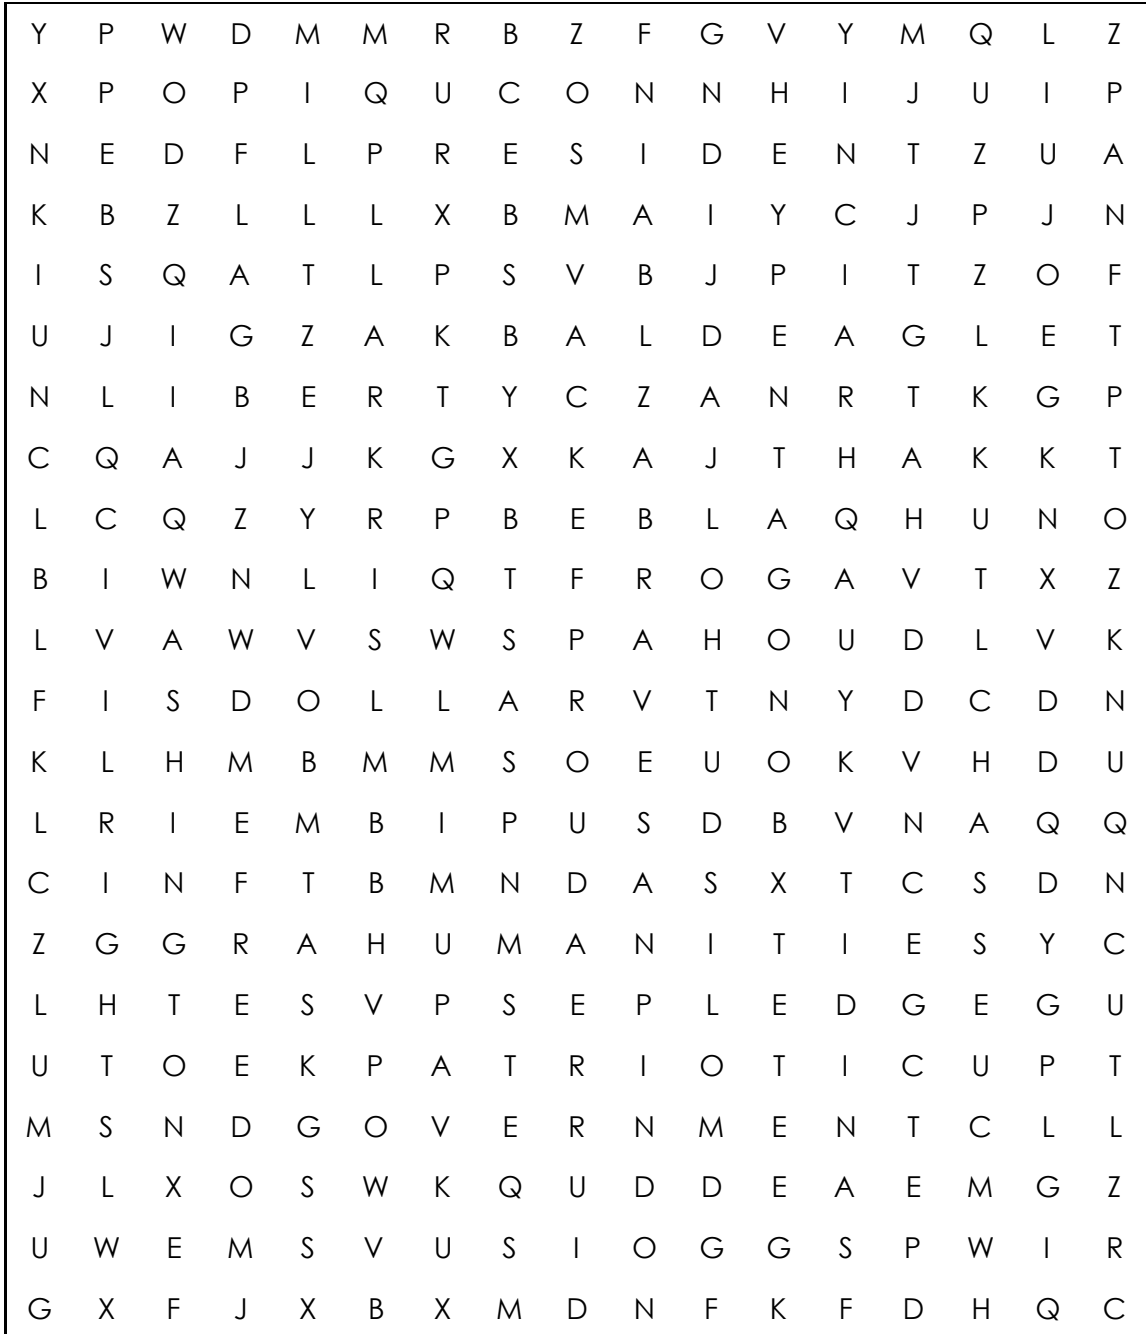 Y P W D M M R B Z F G V Y M Q L Z
X P O P I Q U C O N N H I J U I P
N E D F L P R E S I D E N T Z U A
K B Z L L L X B M A I Y C J P J N
I S Q A T L P S V B J P I T Z O F
U J I G Z A K B A L D E A G L E T
N L I B E R T Y C Z A N R T K G P
C Q A J J K G X K A J T H A K K T
L C Q Z Y R P B E B L A Q H U N O
B I W N L I Q T F R O G A V T X Z
L V A W V S W S P A H O U D L V K
F I S D O L L A R V T N Y D C D N
K L H M B M M S O E U O K V H D U
L R I E M B I P U S D B V N A Q Q
C I N F T B M N D A S X T C S D N
Z G G R A H U M A N I T I E S Y C
L H T E S V P S E P L E D G E G U
U T O E K P A T R I O T I C U P T
M S N D G O V E R N M E N T C L L
J L X O S W K Q U D D E A E M G Z
U W E M S V U S I O G G S P W I R
G X F J X B X M D N F K F D H Q C